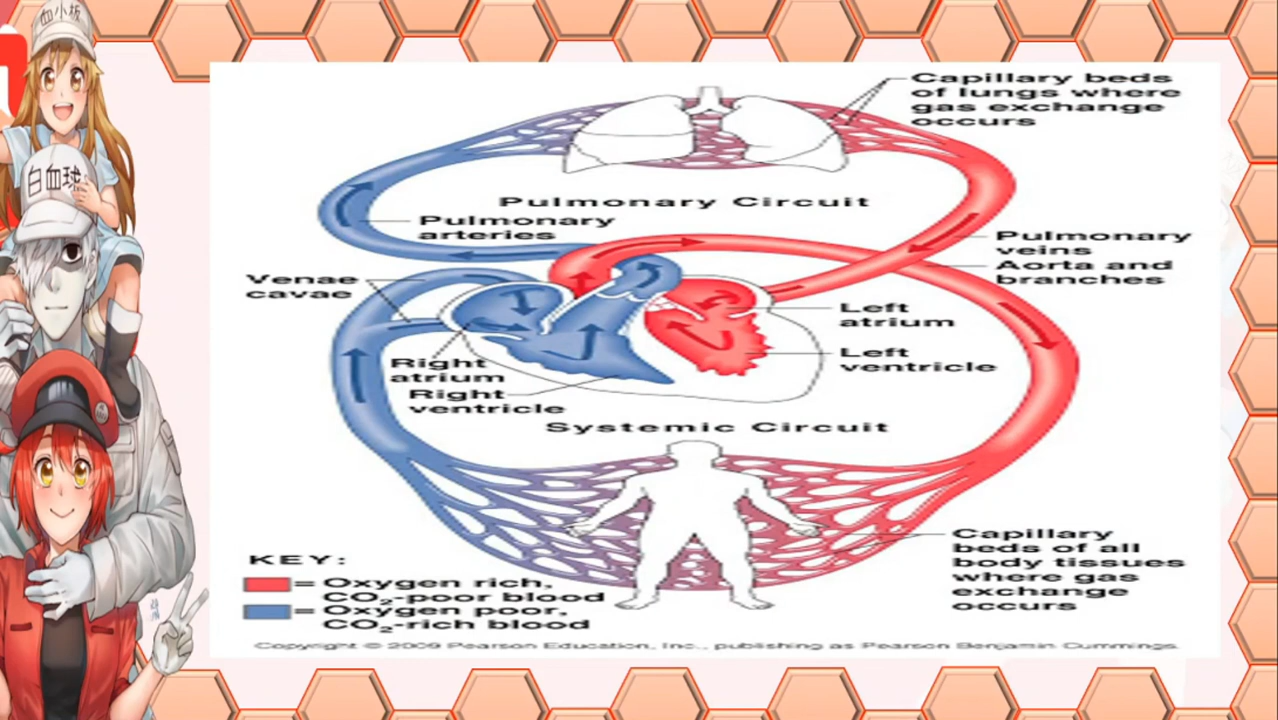 血小板
白血球
Capillary beds
of lungs where
gas exchange
occurs
Pulmonary Circuit
Pulmonary
arteries
Pulmonary
veins
Venae
cavae
Aorta and
branches
Left
atrium
Left
ventricle
Right
atrium
Right
ventricle
Systemic Circuit
Capillary
beds of all
body tissues
where gas
exchange
occurs
KEY:
= Oxygen rich,
CO₂-poor blood
= Oxygen poor,
CO₂-rich blood
Copyright © 2009 Pearson Education, Inc., publishing as Pearson Benjamin Cummings.